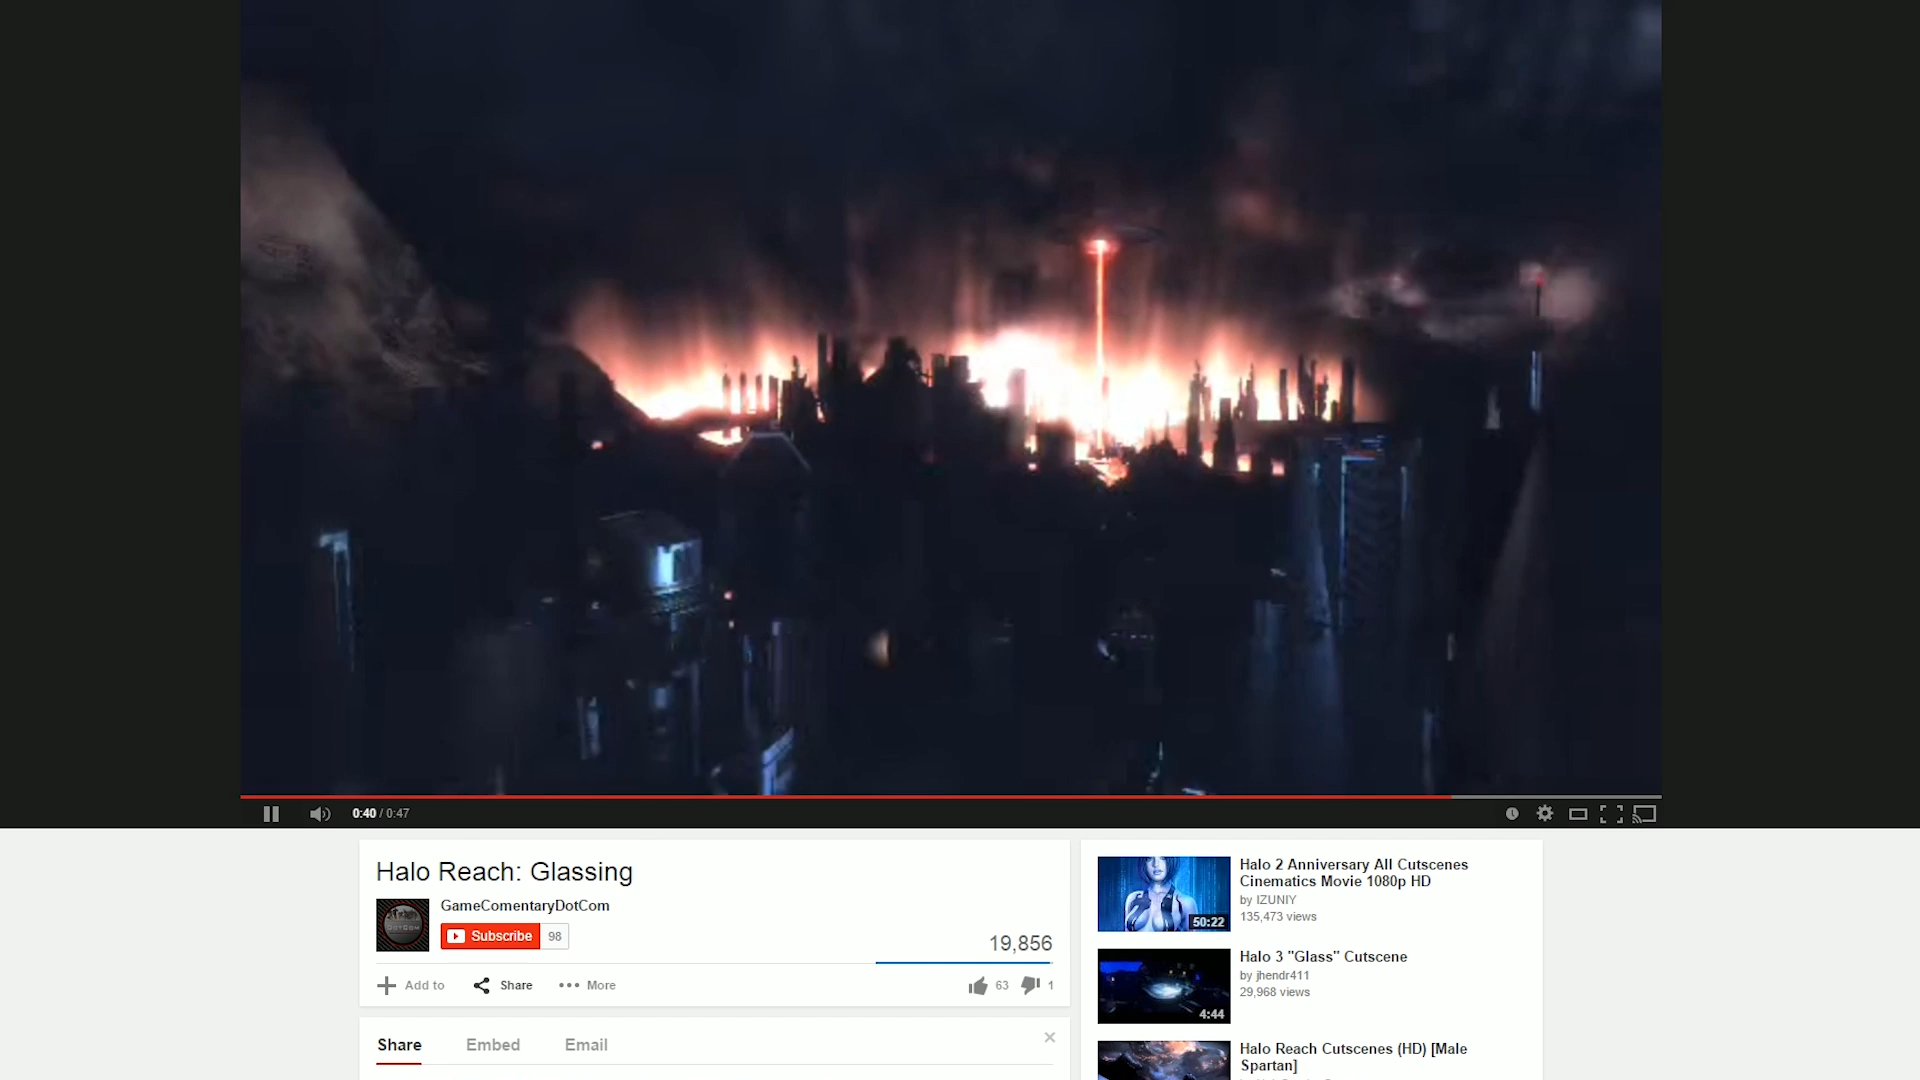 0:40 / 0:47
Halo Reach: Glassing
GameComentaryDotCom
Subscribe 98
19,856
Add to
Share
More
63
1
Share
Embed
Email
50:22
Halo 2 Anniversary All Cutscenes
Cinematics Movie 1080p HD
by IZUNIY
135,473 views
4:44
Halo 3 "Glass" Cutscene
by jhendr411
29,968 views
Halo Reach Cutscenes (HD) [Male
Spartan]